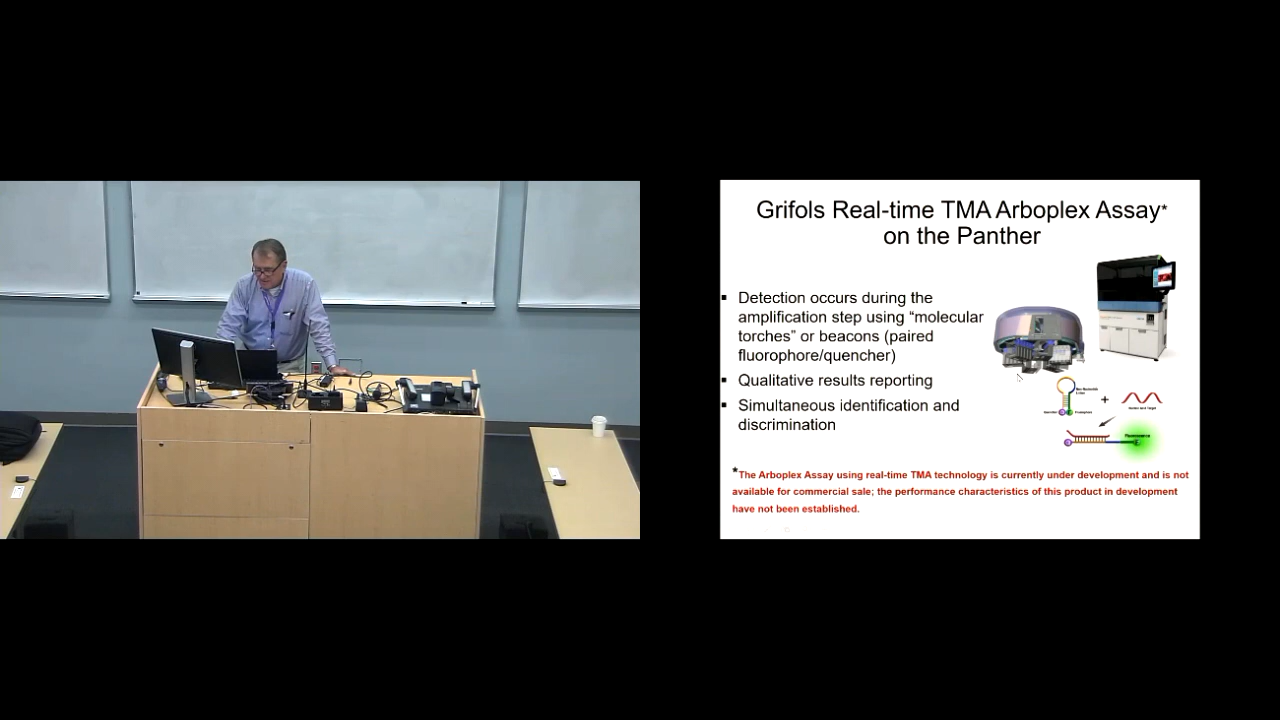 Grifols Real-time TMA Arboplex Assay*
on the Panther
▪ Detection occurs during the
amplification step using “molecular
torches” or beacons (paired
fluorophore/quencher)
▪ Qualitative results reporting
▪ Simultaneous identification and
discrimination
+
Fluorescence
*The Arboplex Assay using real-time TMA technology is currently under development and is not
available for commercial sale; the performance characteristics of this product in development
have not been established.